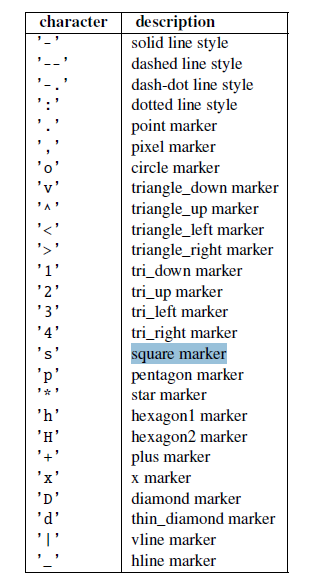 character description
'-' solid line style
'--' dashed line style
'-.' dash-dot line style
':' dotted line style
'.' point marker
',' pixel marker
'o' circle marker
'v' triangle_down marker
'^' triangle_up marker
'<' triangle_left marker
'>' triangle_right marker
'1' tri_down marker
'2' tri_up marker
'3' tri_left marker
'4' tri_right marker
's' square marker
'p' pentagon marker
'*' star marker
'h' hexagon1 marker
'H' hexagon2 marker
'+' plus marker
'x' x marker
'D' diamond marker
'd' thin_diamond marker
'|' vline marker
'_' hline marker